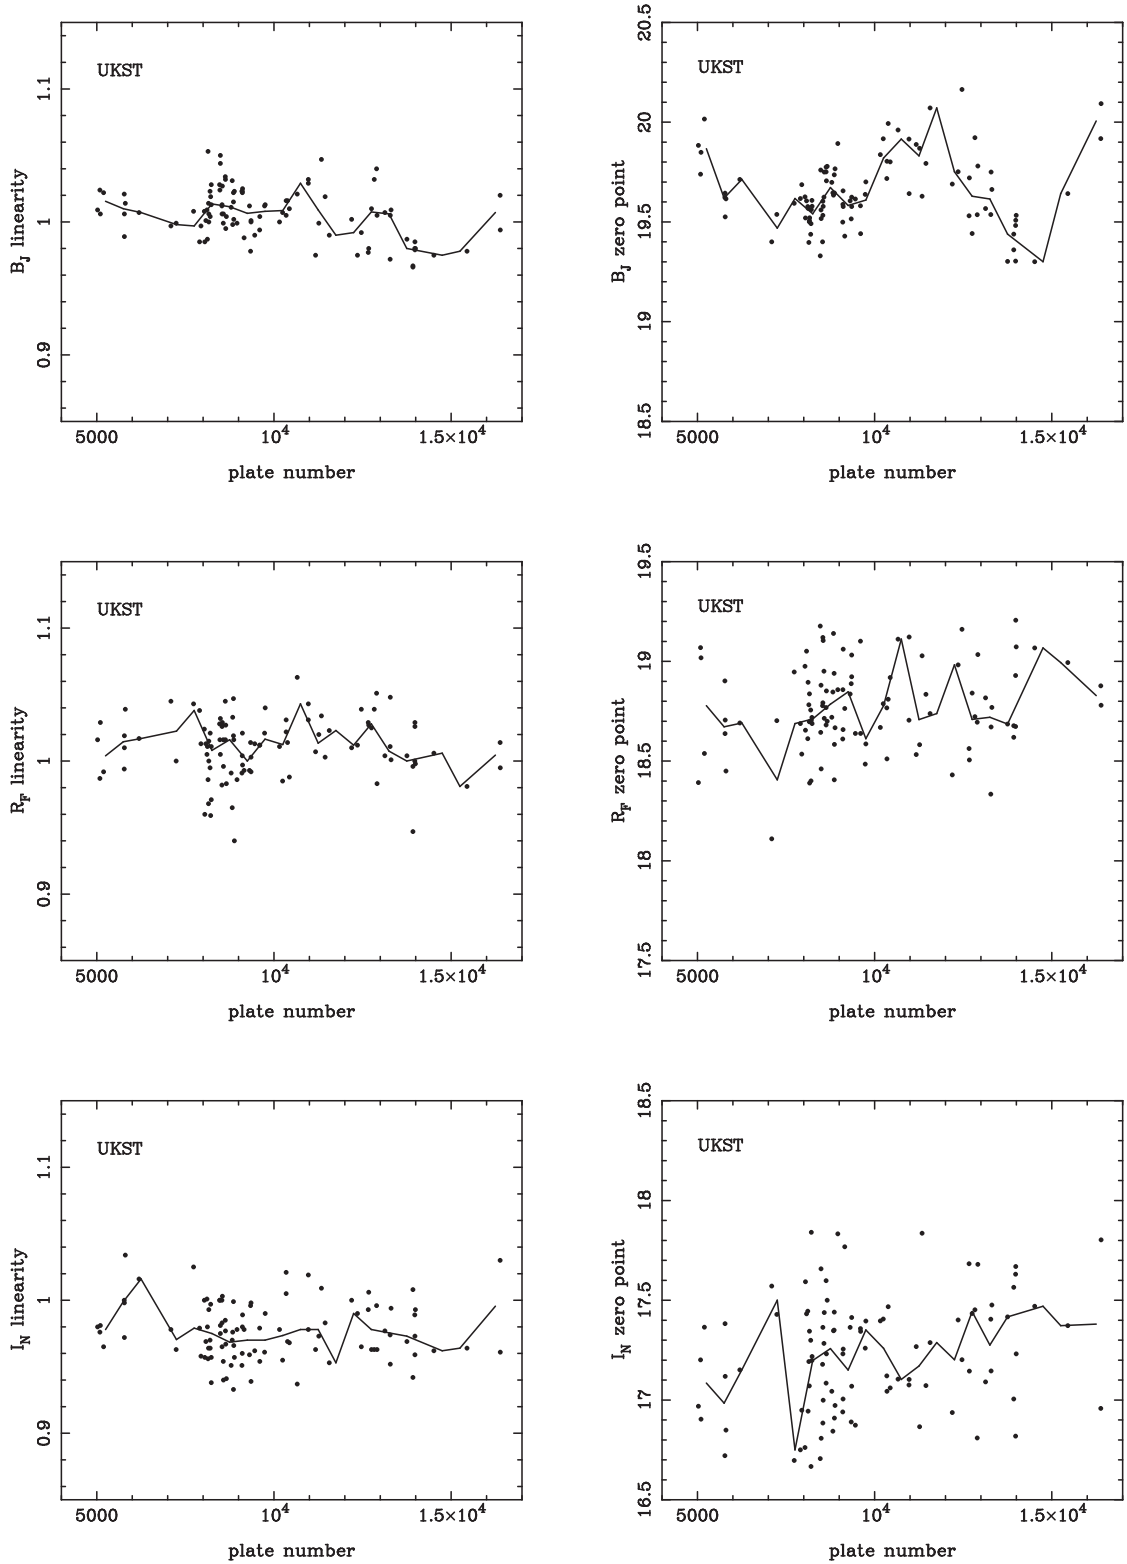 UKST
1.1
1
0.9
B_J linearity
5000 10^4 1.5×10^4
plate number
UKST
20.5
20
19.5
19
18.5
B_J zero point
5000 10^4 1.5×10^4
plate number
UKST
1.1
1
0.9
R_F linearity
5000 10^4 1.5×10^4
plate number
UKST
19.5
19
18.5
18
17.5
R_F zero point
5000 10^4 1.5×10^4
plate number
UKST
1.1
1
0.9
I_N linearity
5000 10^4 1.5×10^4
plate number
UKST
18.5
18
17.5
17
16.5
I_N zero point
5000 10^4 1.5×10^4
plate number